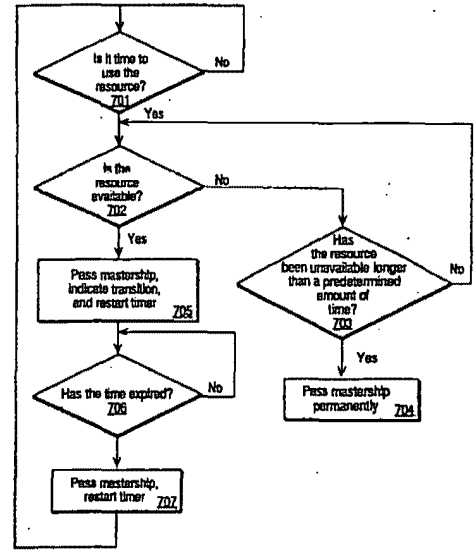 Is it time to
use the
resource?
701
No
Yes
Is the
resource
available?
702
No
Yes
Has
the resource
been unavailable longer
than a predetermined
amount of
time?
703
No
Yes
Pass mastership
permanently 704
Pass mastership,
indicate transition,
and restart timer
705
Has the time expired?
706
No
Pass mastership,
restart timer 707